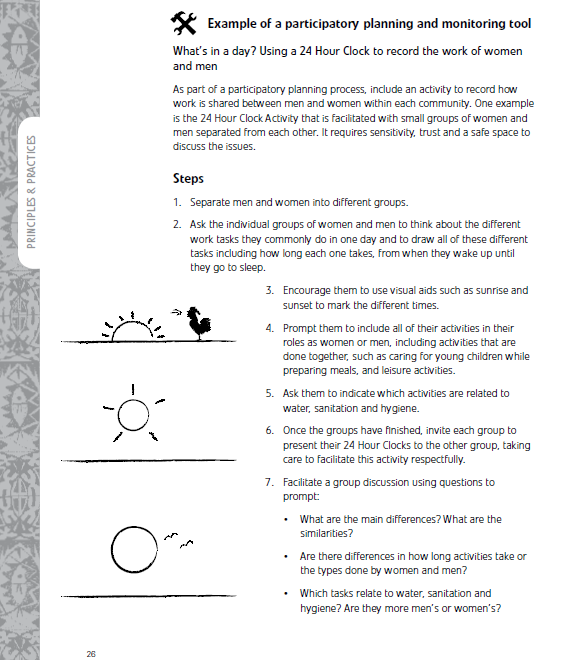 Example of a participatory planning and monitoring tool
What's in a day? Using a 24 Hour Clock to record the work of women
and men
As part of a participatory planning process, include an activity to record how
work is shared between men and women within each community. One example
is the 24 Hour Clock Activity that is facilitated with small groups of women and
men separated from each other. It requires sensitivity, trust and a safe space to
discuss the issues.
Steps
1. Separate men and women into different groups.
2. Ask the individual groups of women and men to think about the different
work tasks they commonly do in one day and to draw all of these different
tasks including how long each one takes, from when they wake up until
they go to sleep.
3. Encourage them to use visual aids such as sunrise and
sunset to mark the different times.
4. Prompt them to include all of their activities in their
roles as women or men, including activities that are
done together, such as caring for young children while
preparing meals, and leisure activities.
5. Ask them to indicate which activities are related to
water, sanitation and hygiene.
6. Once the groups have finished, invite each group to
present their 24 Hour Clocks to the other group, taking
care to facilitate this activity respectfully.
7. Facilitate a group discussion using questions to
prompt:
• What are the main differences? What are the
similarities?
• Are there differences in how long activities take or
the types done by women and men?
• Which tasks relate to water, sanitation and
hygiene? Are they more men's or women's?
PRINCIPLES & PRACTICES
26